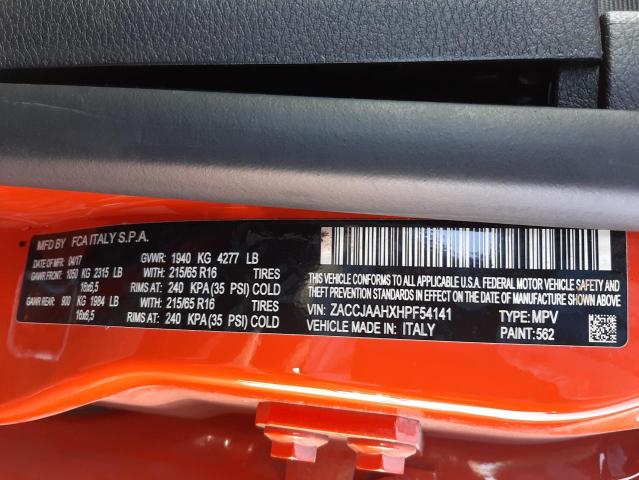 MFD BY FCA ITALY S.P.A.
DATE OF MFR 04/17 GVWR: 1940 KG 4277 LB
GAWR FRONT: 1050 KG 2315 LB WITH 215/65 R16 TIRES
16x6,5 RIMS AT: 240 KPA (35 PSI) COLD
GAWR REAR: 900 KG 1984 LB WITH 215/65 R16 TIRES
16x6,5 RIMS AT: 240 KPA (35 PSI) COLD
THIS VEHICLE CONFORMS TO ALL APPLICABLE U.S.A. FEDERAL MOTOR VEHICLE SAFETY AND
THEFT PREVENTION STANDARDS IN EFFECT ON THE DATE OF MANUFACTURE SHOWN ABOVE.
VIN: ZACCJAAHXHPF54141 TYPE: MPV
VEHICLE MADE IN: ITALY PAINT: 562